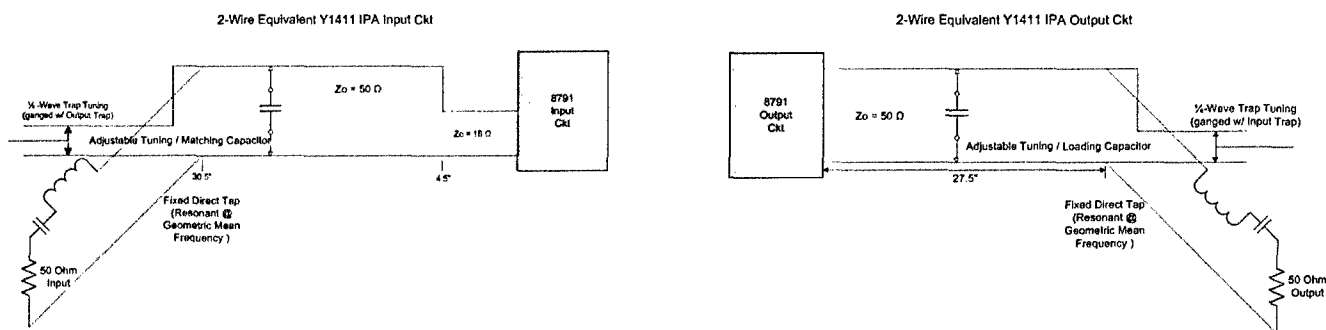 2-Wire Equivalent Y1411 IPA Input Ckt
Zo = 50 Ω
8791
Input
Ckt
¼-Wave Trap Tuning
(ganged w/ Output Trap)
Adjustable Tuning / Matching Capacitor
Zo = 18 Ω
30.5"
4.5"
Fixed Direct Tap
(Resonant @
Geometric Mean
Frequency )
50 Ohm
Input
2-Wire Equivalent Y1411 IPA Output Ckt
8791
Output
Ckt
Zo = 50 Ω
¼-Wave Trap Tuning
(ganged w/ Input Trap)
Adjustable Tuning / Loading Capacitor
27.5"
Fixed Direct Tap
(Resonant @
Geometric Mean
Frequency )
50 Ohm
Output